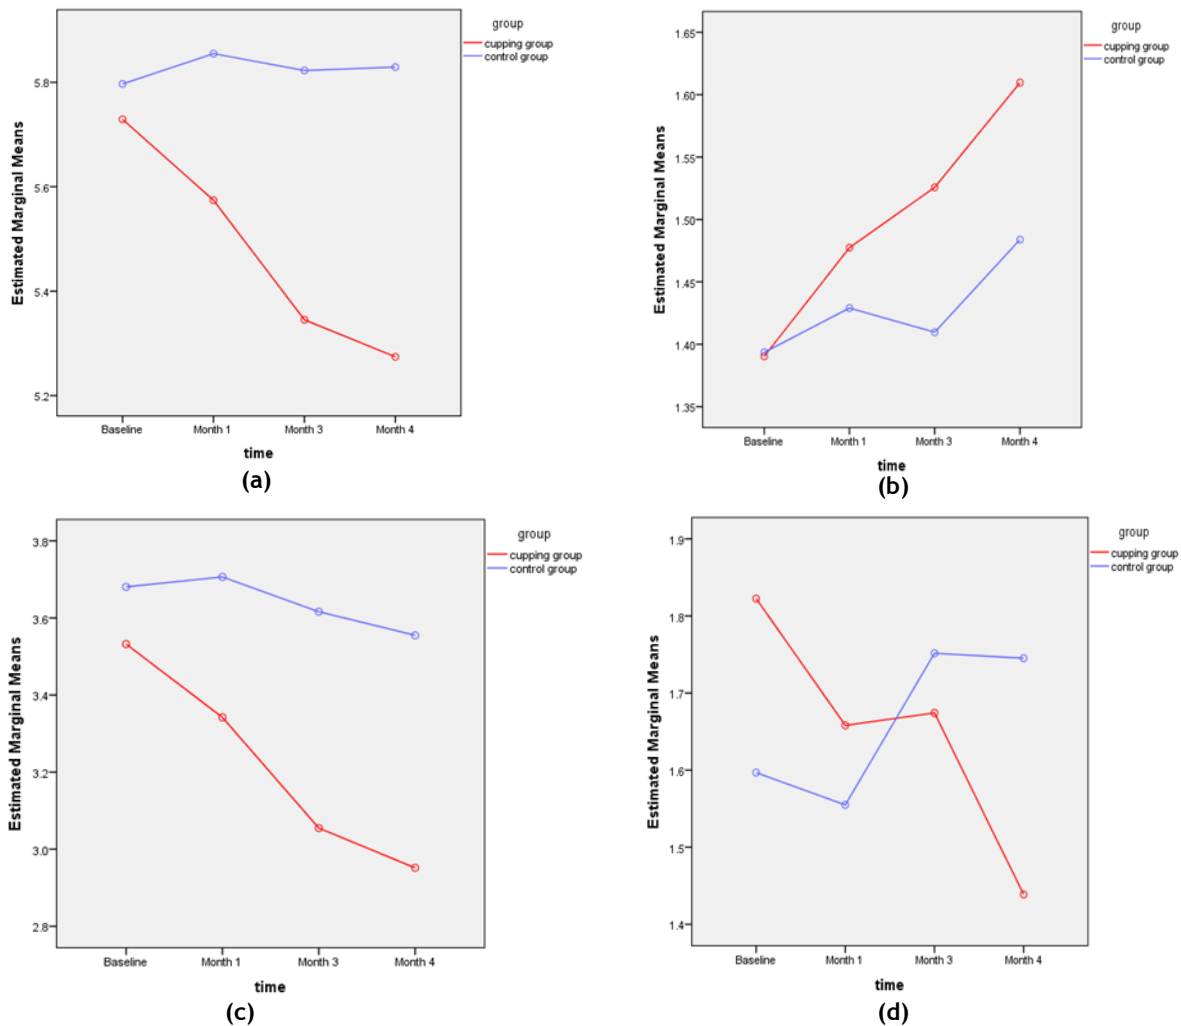 group
cupping group
control group
5.8
5.6
5.4
5.2
Estimated Marginal Means
Baseline Month 1 Month 3 Month 4
time
(a)
group
cupping group
control group
1.65
1.60
1.55
1.50
1.45
1.40
1.35
Estimated Marginal Means
Baseline Month 1 Month 3 Month 4
time
(b)
group
cupping group
control group
3.8
3.6
3.4
3.2
3.0
2.8
Estimated Marginal Means
Baseline Month 1 Month 3 Month 4
time
(c)
group
cupping group
control group
1.9
1.8
1.7
1.6
1.5
1.4
Estimated Marginal Means
Baseline Month 1 Month 3 Month 4
time
(d)